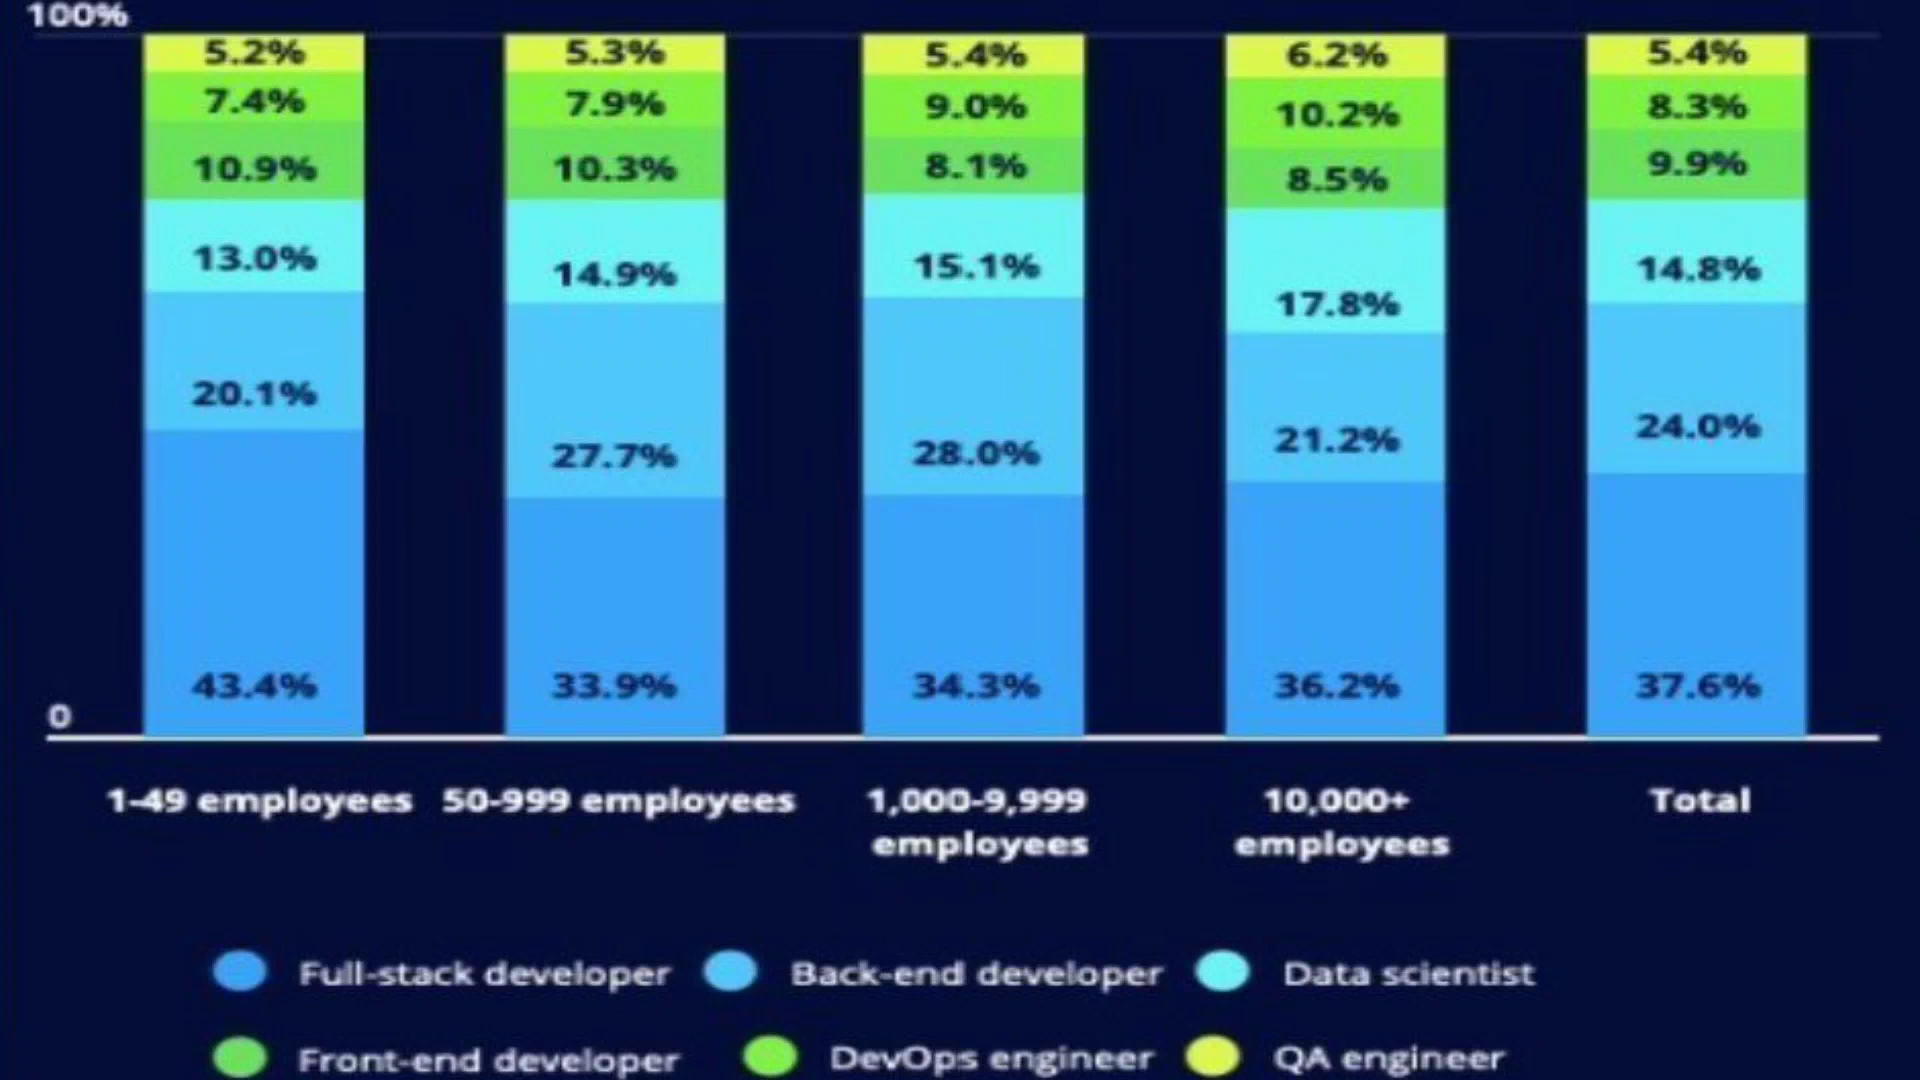 100%
5.2% 5.3% 5.4% 6.2% 5.4%
7.4% 7.9% 9.0% 10.2% 8.3%
10.9% 10.3% 8.1% 8.5% 9.9%
13.0% 14.9% 15.1% 17.8% 14.8%
20.1% 27.7% 28.0% 21.2% 24.0%
43.4% 33.9% 34.3% 36.2% 37.6%
0
1-49 employees 50-999 employees 1,000-9,999 10,000+ Total
employees employees
Full-stack developer Back-end developer Data scientist
Front-end developer DevOps engineer QA engineer